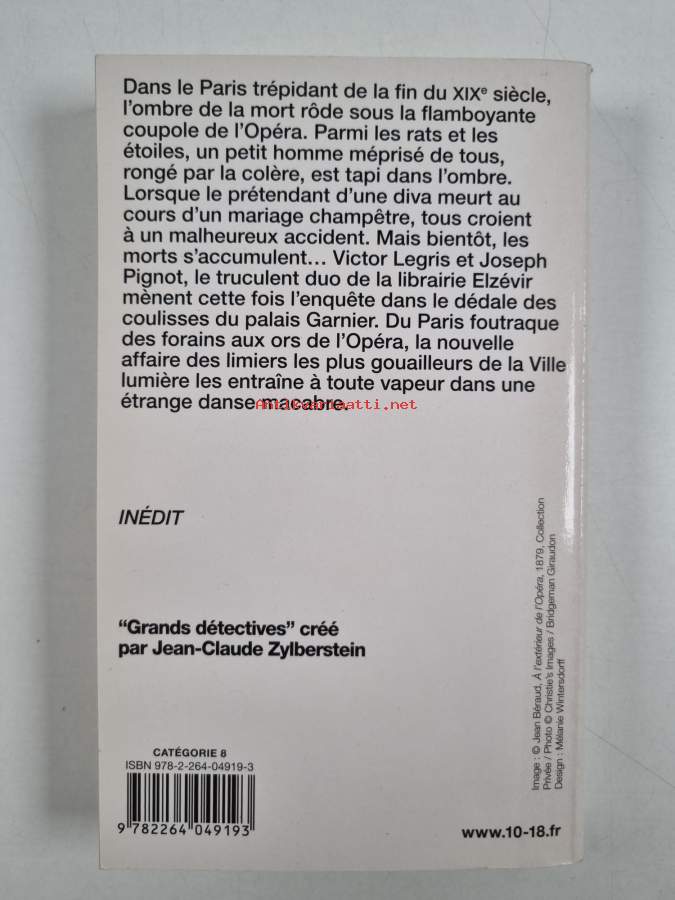 Dans le Paris trépidant de la fin du XIXe siècle,
l'ombre de la mort rôde sous la flamboyante
coupole de l'Opéra. Parmi les rats et les
étoiles, un petit homme méprisé de tous,
rongé par la colère, est tapi dans l'ombre.
Lorsque le prétendant d'une diva meurt au
cours d'un mariage champêtre, tous croient
à un malheureux accident. Mais bientôt, les
morts s'accumulent… Victor Legris et Joseph
Pignot, le truculent duo de la librairie Elzévir
mènent cette fois l'enquête dans le dédale des
coulisses du palais Garnier. Du Paris foutraque
des forains aux ors de l'Opéra, la nouvelle
affaire des limiers les plus gouailleurs de la Ville
lumière les entraîne à toute vapeur dans une
étrange danse macabre.
Antikvariaatti.net
INÉDIT
"Grands détectives" créé
par Jean-Claude Zylberstein
Image : © Jean Béraud, À l'extérieur de l'Opéra, 1879, Collection
Privée / Photo © Christie's Images / Bridgeman Giraudon
Design : Mélanie Wintersdorff
CATÉGORIE 8
ISBN 978-2-264-04919-3
9 782264 049193
www.10-18.fr